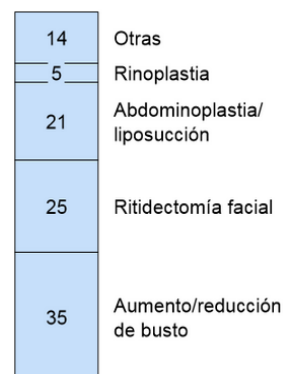 14 Otras
5 Rinoplastia
21 Abdominoplastia/
liposucción
25 Ritidectomía facial
35 Aumento/reducción
de busto